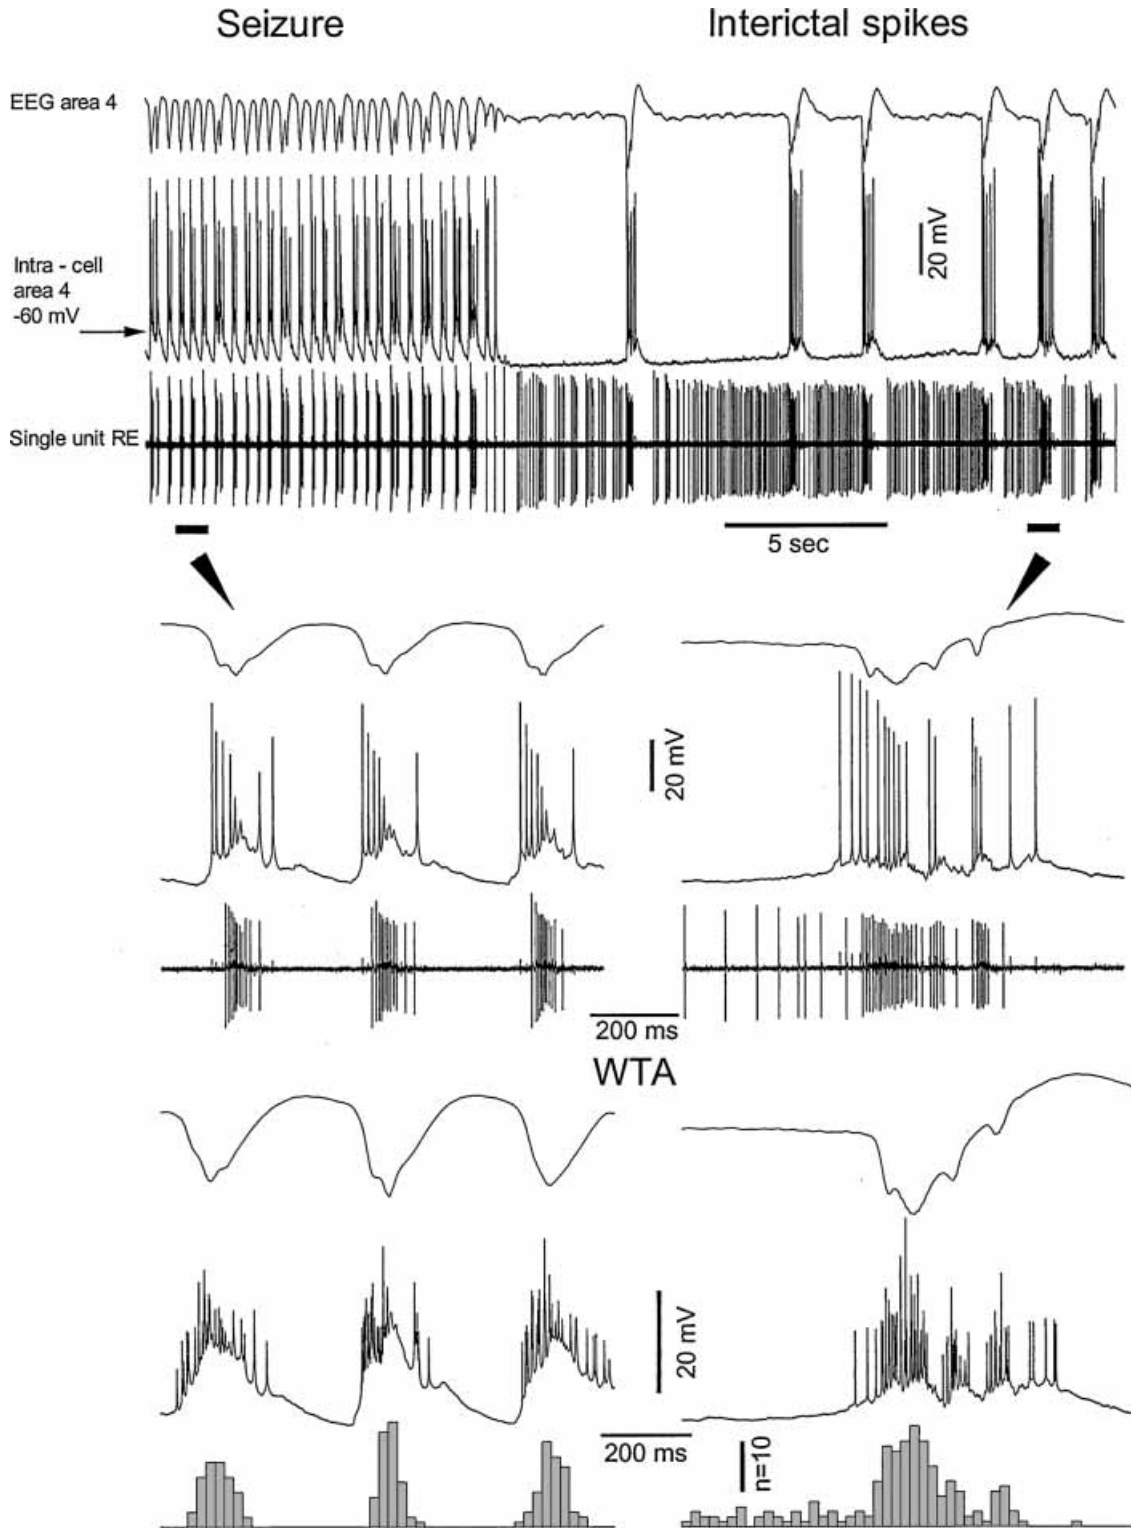 Seizure
Interictal spikes
EEG area 4
Intra - cell
area 4
-60 mV
20 mV
Single unit RE
5 sec
20 mV
200 ms
WTA
20 mV
200 ms
n=10